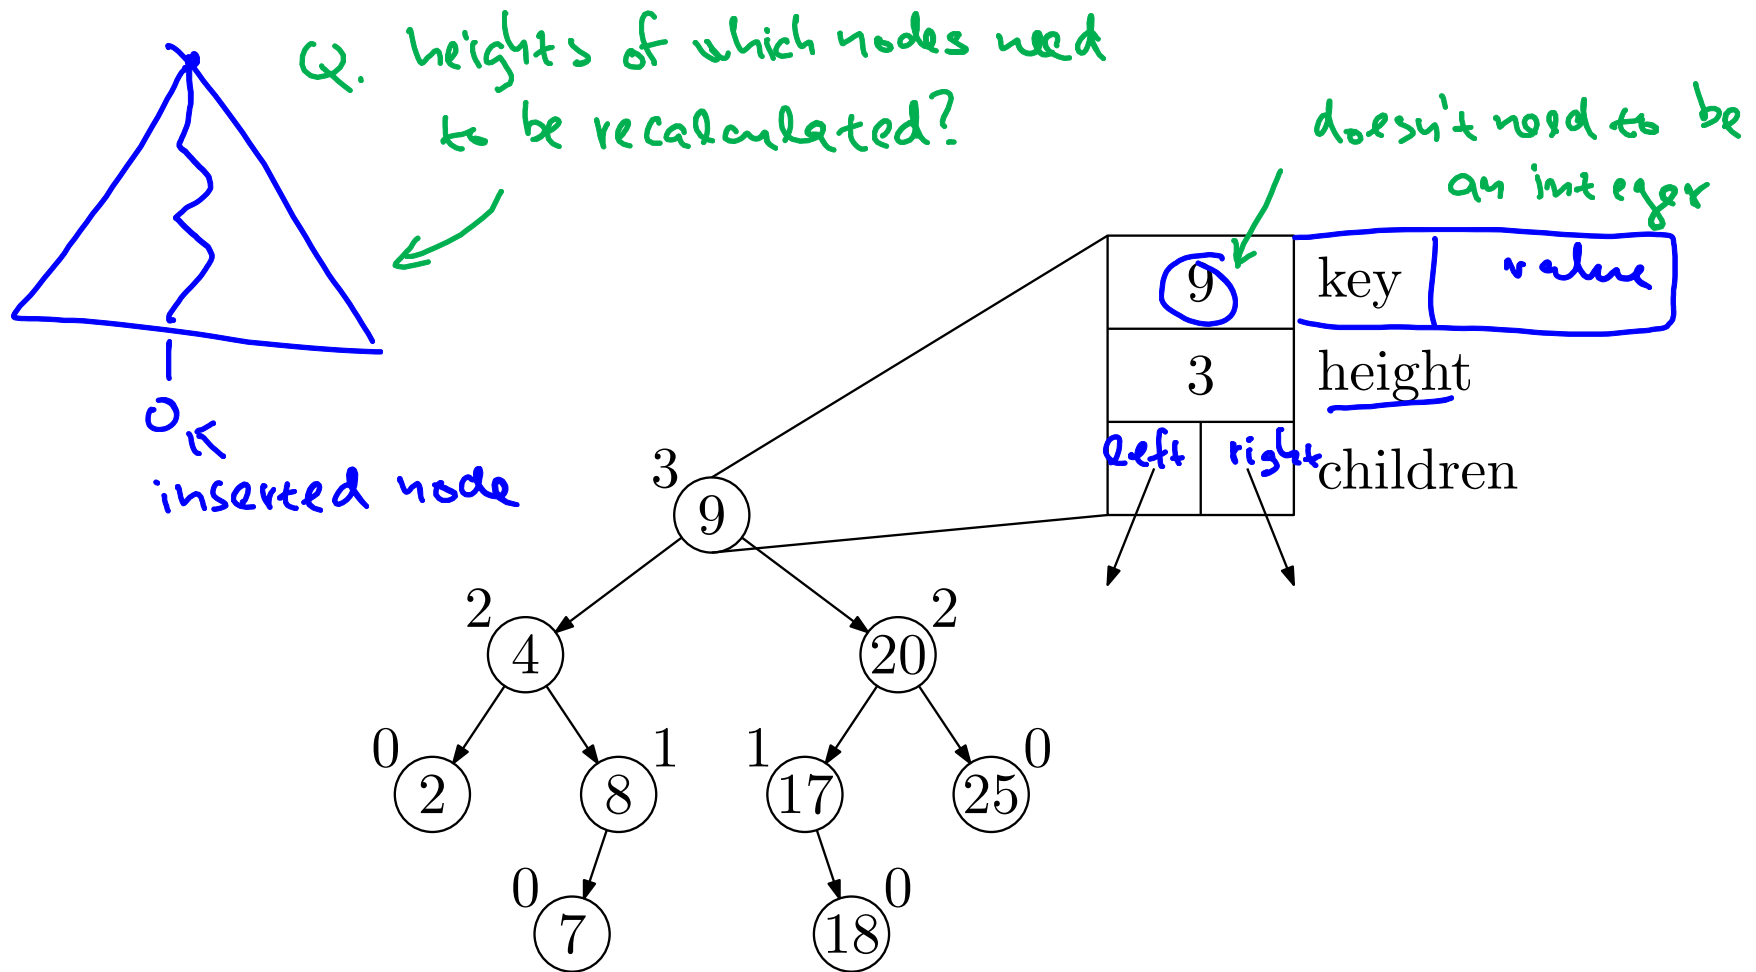 Q. heights of which nodes need
to be recalculated?
doesn't need to be
an integer
9 key value
3 height
left right children
inserted node
3
9
2 2
4 20
0 1 1 0
2 8 17 25
0 0
7 18